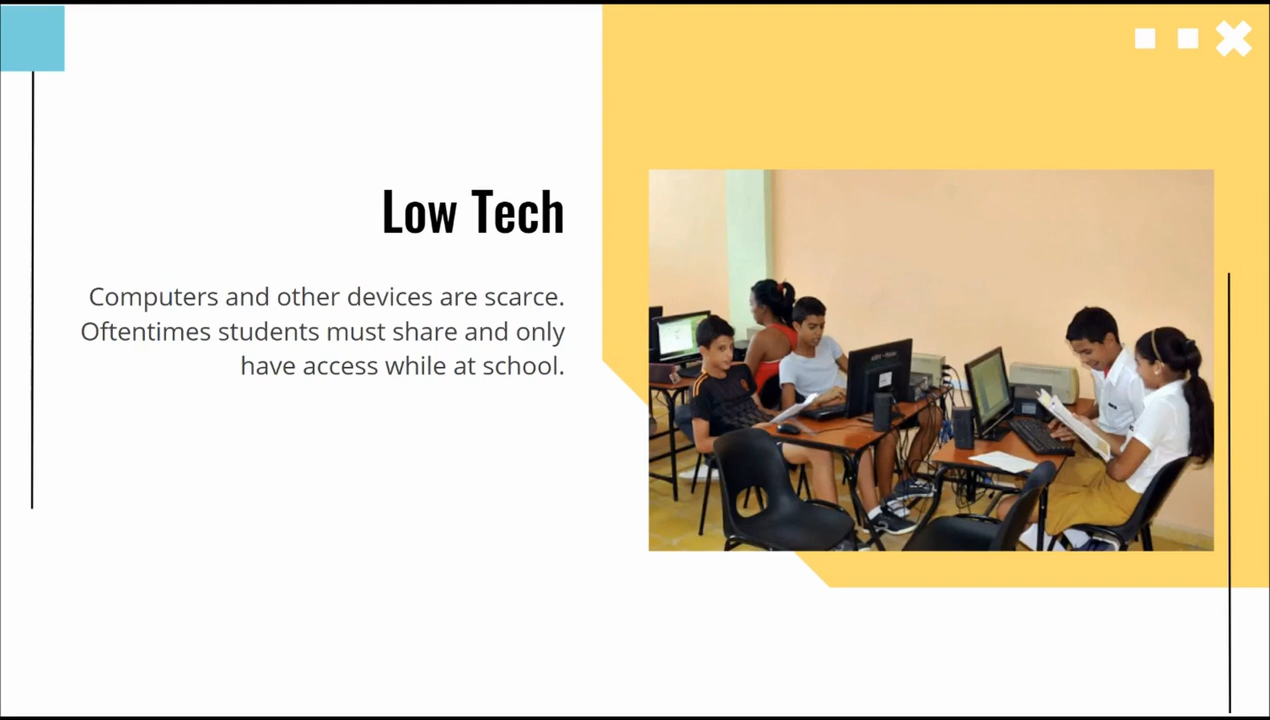 Low Tech
Computers and other devices are scarce.
Oftentimes students must share and only
have access while at school.